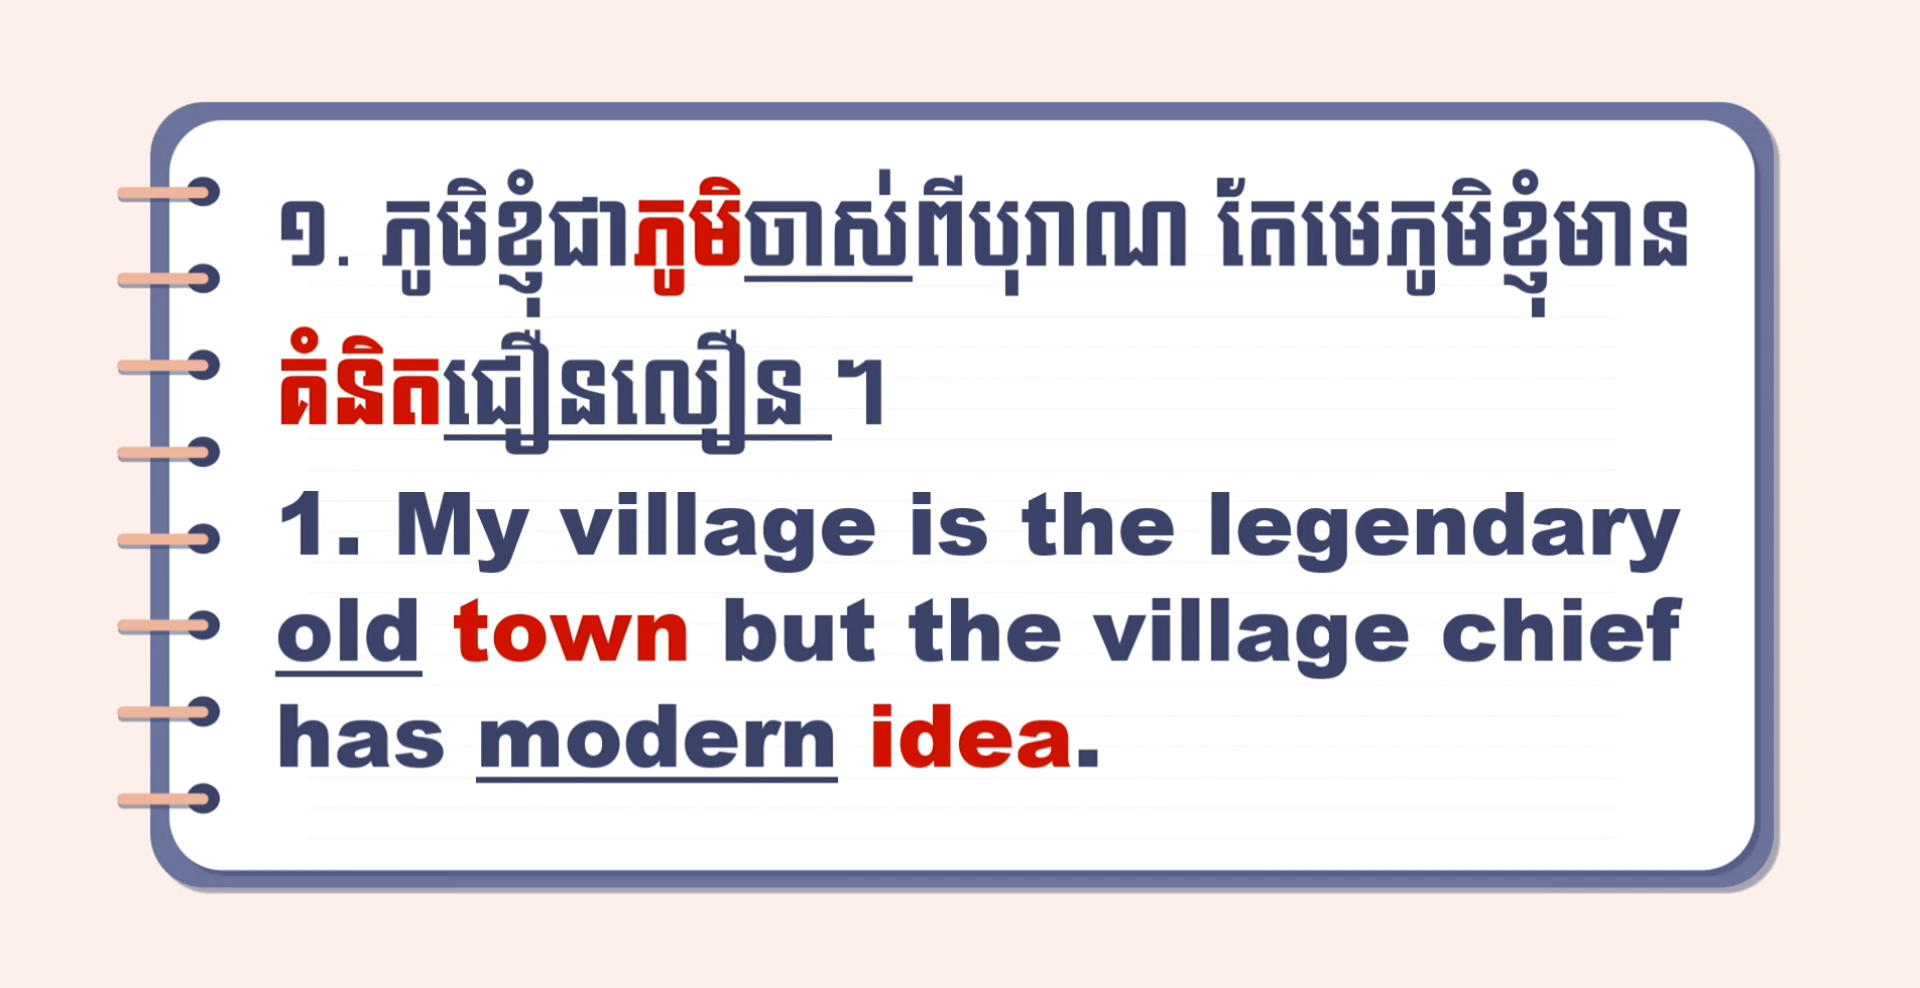 ១. ភូមិខ្ញុំជាភូមិចាស់ពីបុរាណ តែមេភូមិខ្ញុំមាន
គំនិតជឿនលឿន ។
1. My village is the legendary
old town but the village chief
has modern idea.